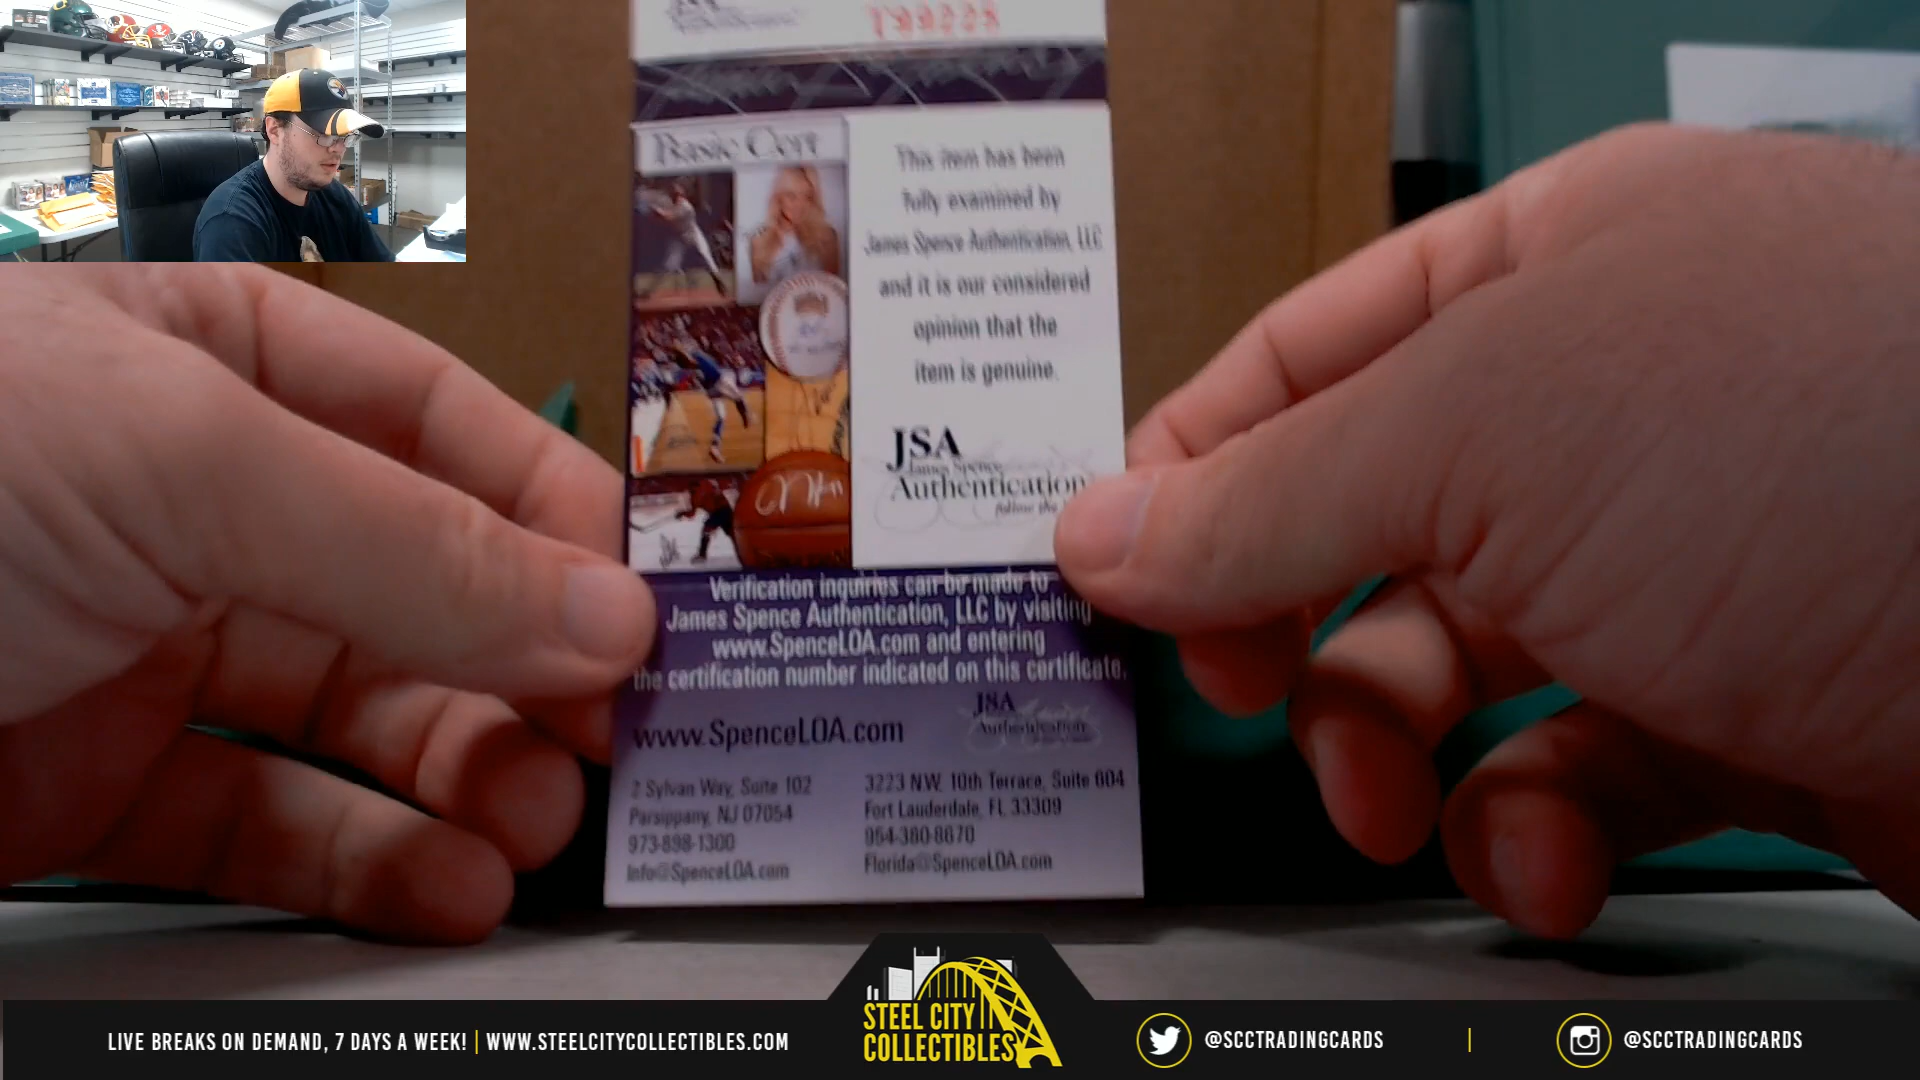 Basic Cert
This item has been
fully examined by
James Spence Authentication, LLC
and it is our considered
opinion that the
item is genuine.
JSA
James Spence
Authentication
follow the
Verification inquiries can be made to
James Spence Authentication, LLC by visiting
www.SpenceLOA.com and entering
the certification number indicated on this certificate.
www.SpenceLOA.com
JSA
Authentication
2 Sylvan Way, Suite 102
Parsippany, NJ 07054
973-898-1300
Info@SpenceLOA.com
3223 N.W. 10th Terrace, Suite 604
Fort Lauderdale, FL 33309
954-380-8670
Florida@SpenceLOA.com
LIVE BREAKS ON DEMAND, 7 DAYS A WEEK! | WWW.STEELCITYCOLLECTIBLES.COM
STEEL CITY
COLLECTIBLES
@SCCTRADINGCARDS | @SCCTRADINGCARDS